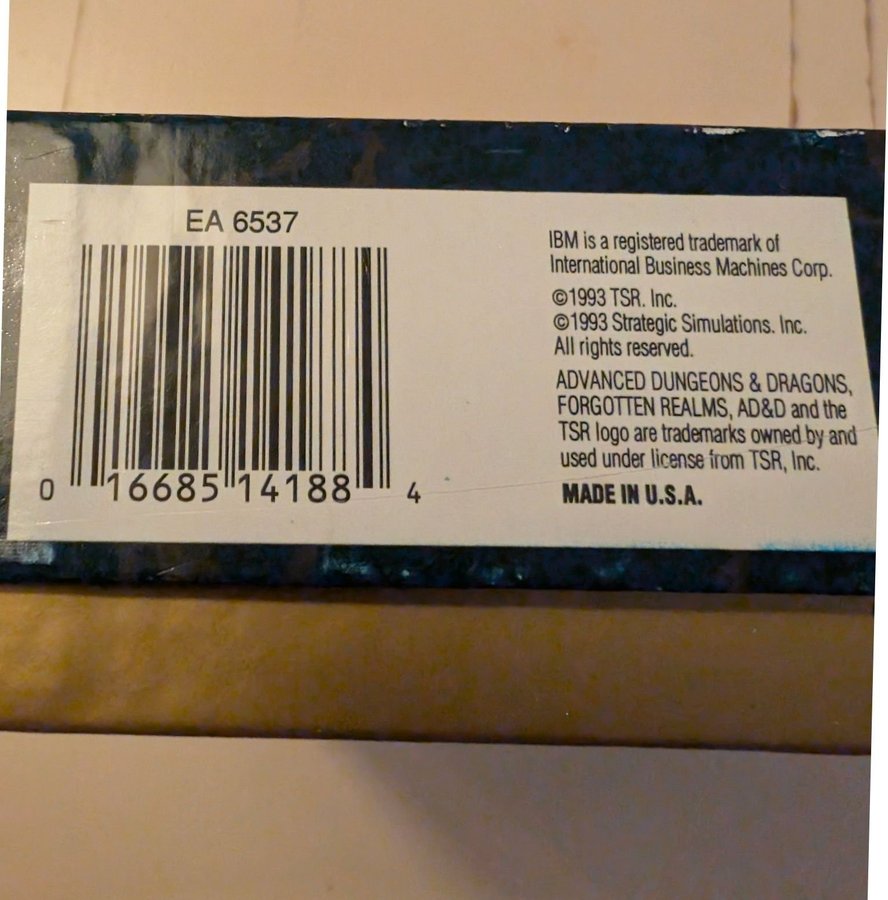 EA 6537
0 16685 14188 4
IBM is a registered trademark of
International Business Machines Corp.
©1993 TSR. Inc.
©1993 Strategic Simulations. Inc.
All rights reserved.
ADVANCED DUNGEONS & DRAGONS,
FORGOTTEN REALMS, AD&D and the
TSR logo are trademarks owned by and
used under license from TSR, Inc.
MADE IN U.S.A.